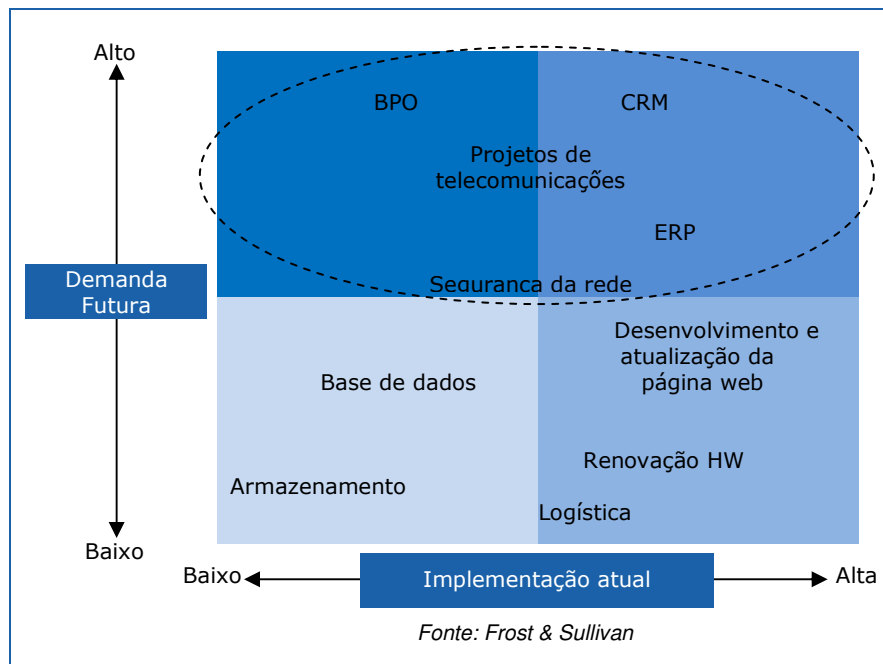 Alto
BPO
CRM
Projetos de
telecomunicações
ERP
Demanda
Futura
Seguranca da rede
Desenvolvimento e
atualização da
página web
Base de dados
Renovação HW
Armazenamento
Logística
Baixo
Baixo
Implementação atual
Alta
Fonte: Frost & Sullivan